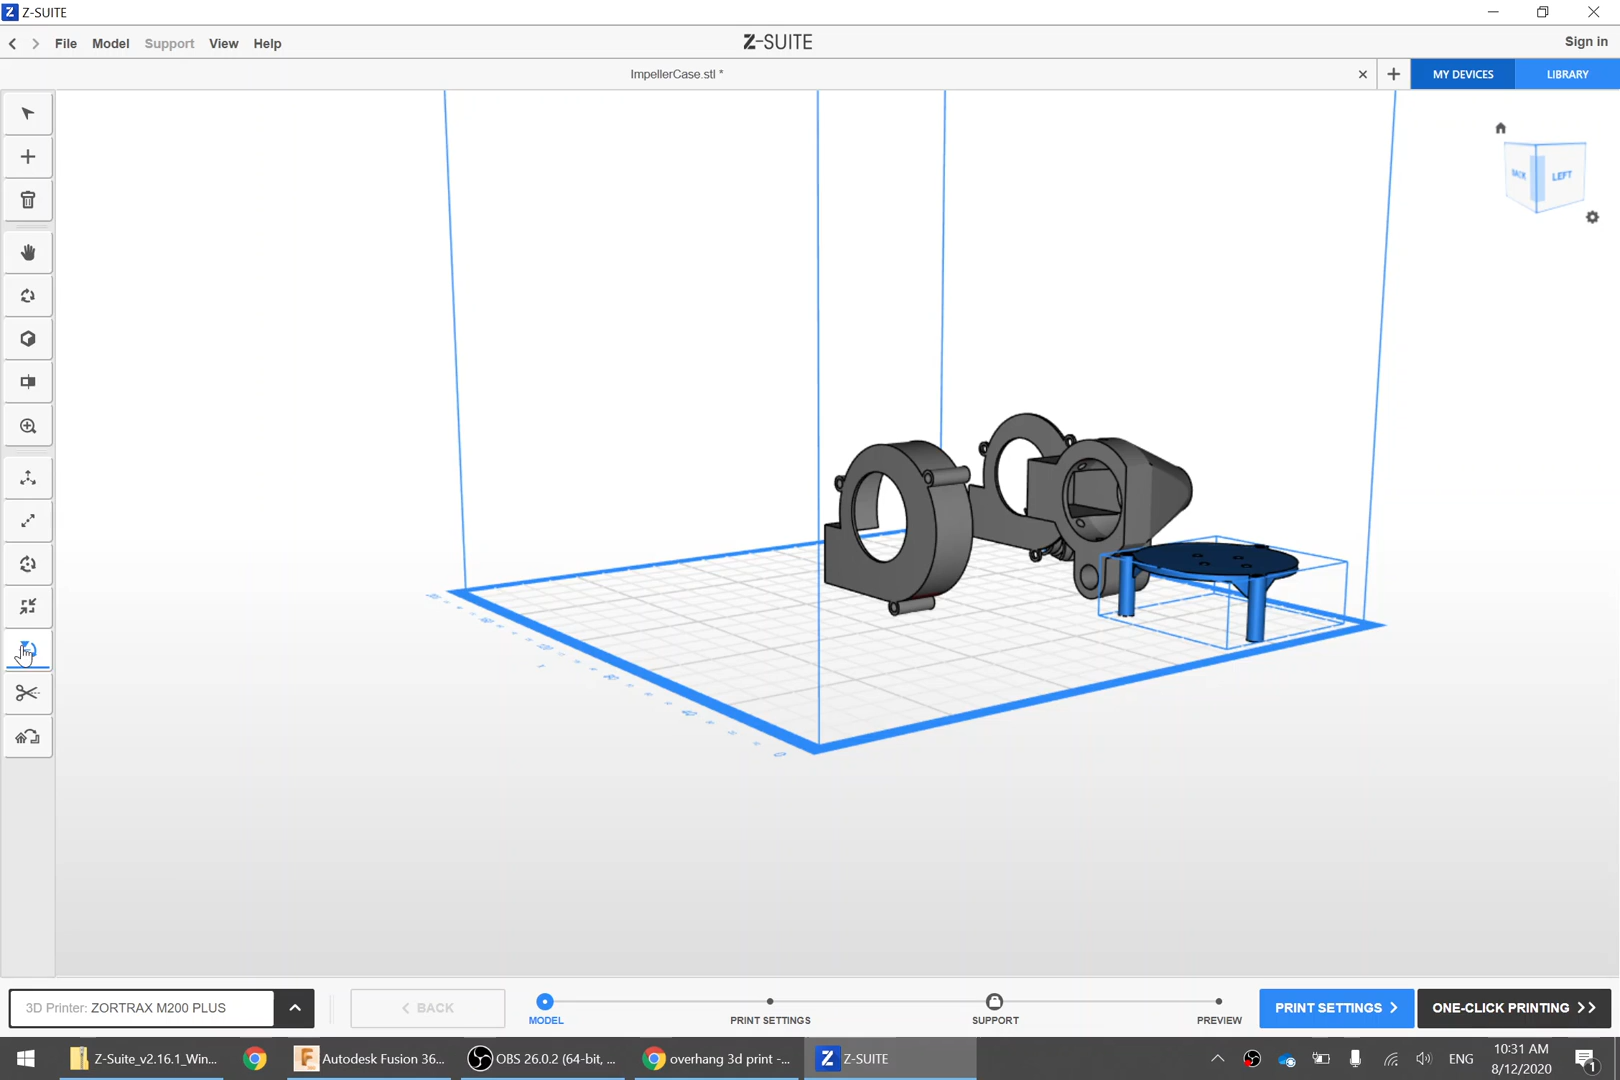 Z-SUITE
File Model Support View Help
Z-SUITE
Sign in
ImpellerCase.stl *
MY DEVICES
LIBRARY
BACK
LEFT
3D Printer: ZORTRAX M200 PLUS
BACK
MODEL
PRINT SETTINGS
SUPPORT
PREVIEW
PRINT SETTINGS
ONE-CLICK PRINTING
Z-Suite_v2.16.1_Win...
Autodesk Fusion 36...
OBS 26.0.2 (64-bit, ...
overhang 3d print -...
Z-SUITE
ENG
10:31 AM
8/12/2020
1